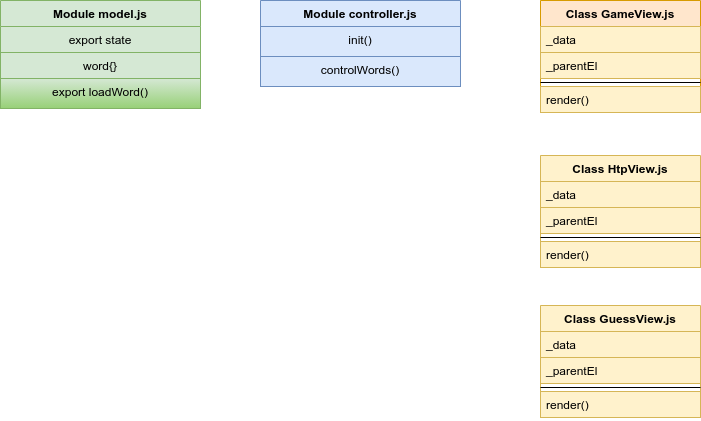 Module model.js
export state
word{}
export loadWord()
Module controller.js
init()
controlWords()
Class GameView.js
_data
_parentEl
render()
Class HtpView.js
_data
_parentEl
render()
Class GuessView.js
_data
_parentEl
render()